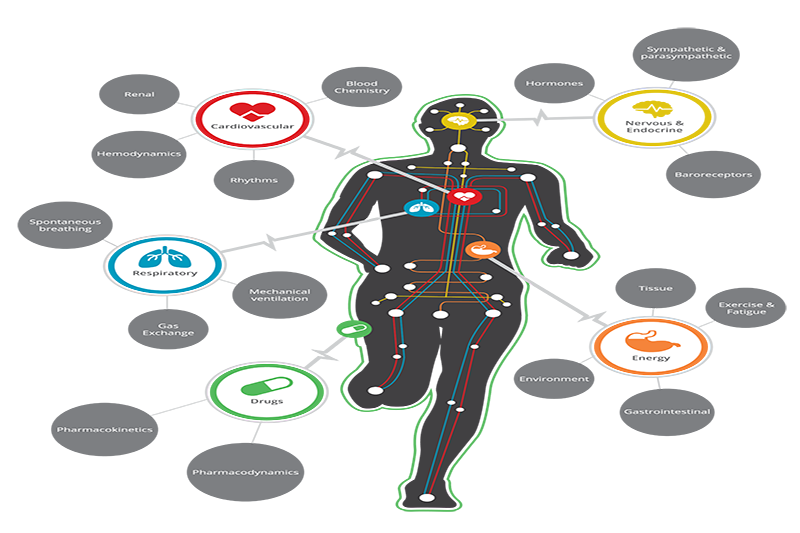 Sympathetic &
parasympathetic
Hormones
Nervous &
Endocrine
Baroreceptors
Blood
Chemistry
Renal
Cardiovascular
Hemodynamics
Rhythms
Spontaneous
breathing
Respiratory
Mechanical
ventilation
Gas
Exchange
Tissue
Exercise &
Fatigue
Energy
Environment
Gastrointestinal
Drugs
Pharmacokinetics
Pharmacodynamics